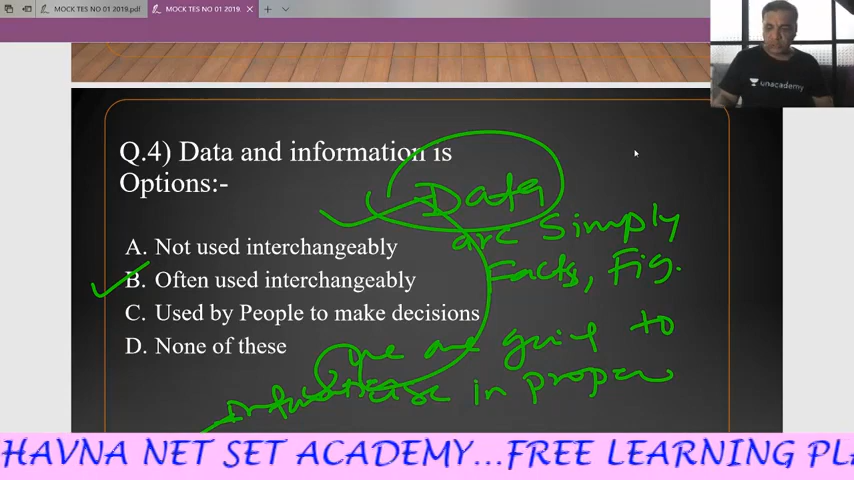 MOCK TES NO 01 2019.pdf
MOCK TES NO 01 2019.
unacademy
Q.4) Data and information is
Options:-
Data
are Simply
Facts, Fig.
A. Not used interchangeably
B. Often used interchangeably
C. Used by People to make decisions
D. None of these
are going to
in proper
HAVNA NET SET ACADEMY...FREE LEARNING PLA